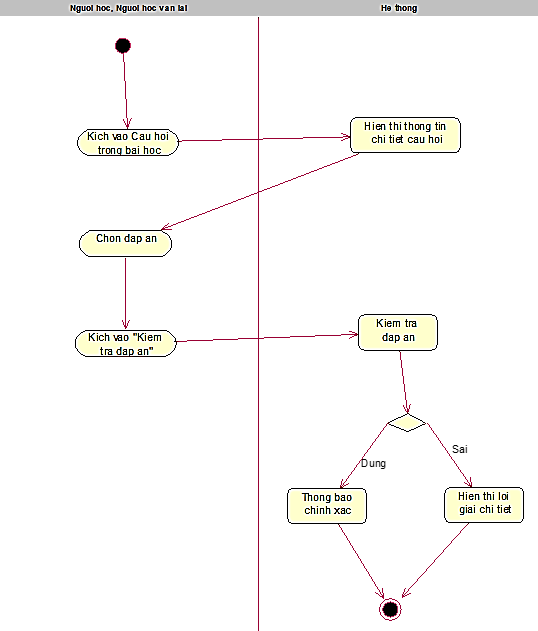 Nguoi hoc, Nguoi hoc vang lai
He thong
Kich vao Cau hoi
trong bai hoc
Hien thi thong tin
chi tiet cau hoi
Chon dap an
Kich vao "Kiem
tra dap an"
Kiem tra
dap an
Dung
Sai
Thong bao
chinh xac
Hien thi loi
giai chi tiet